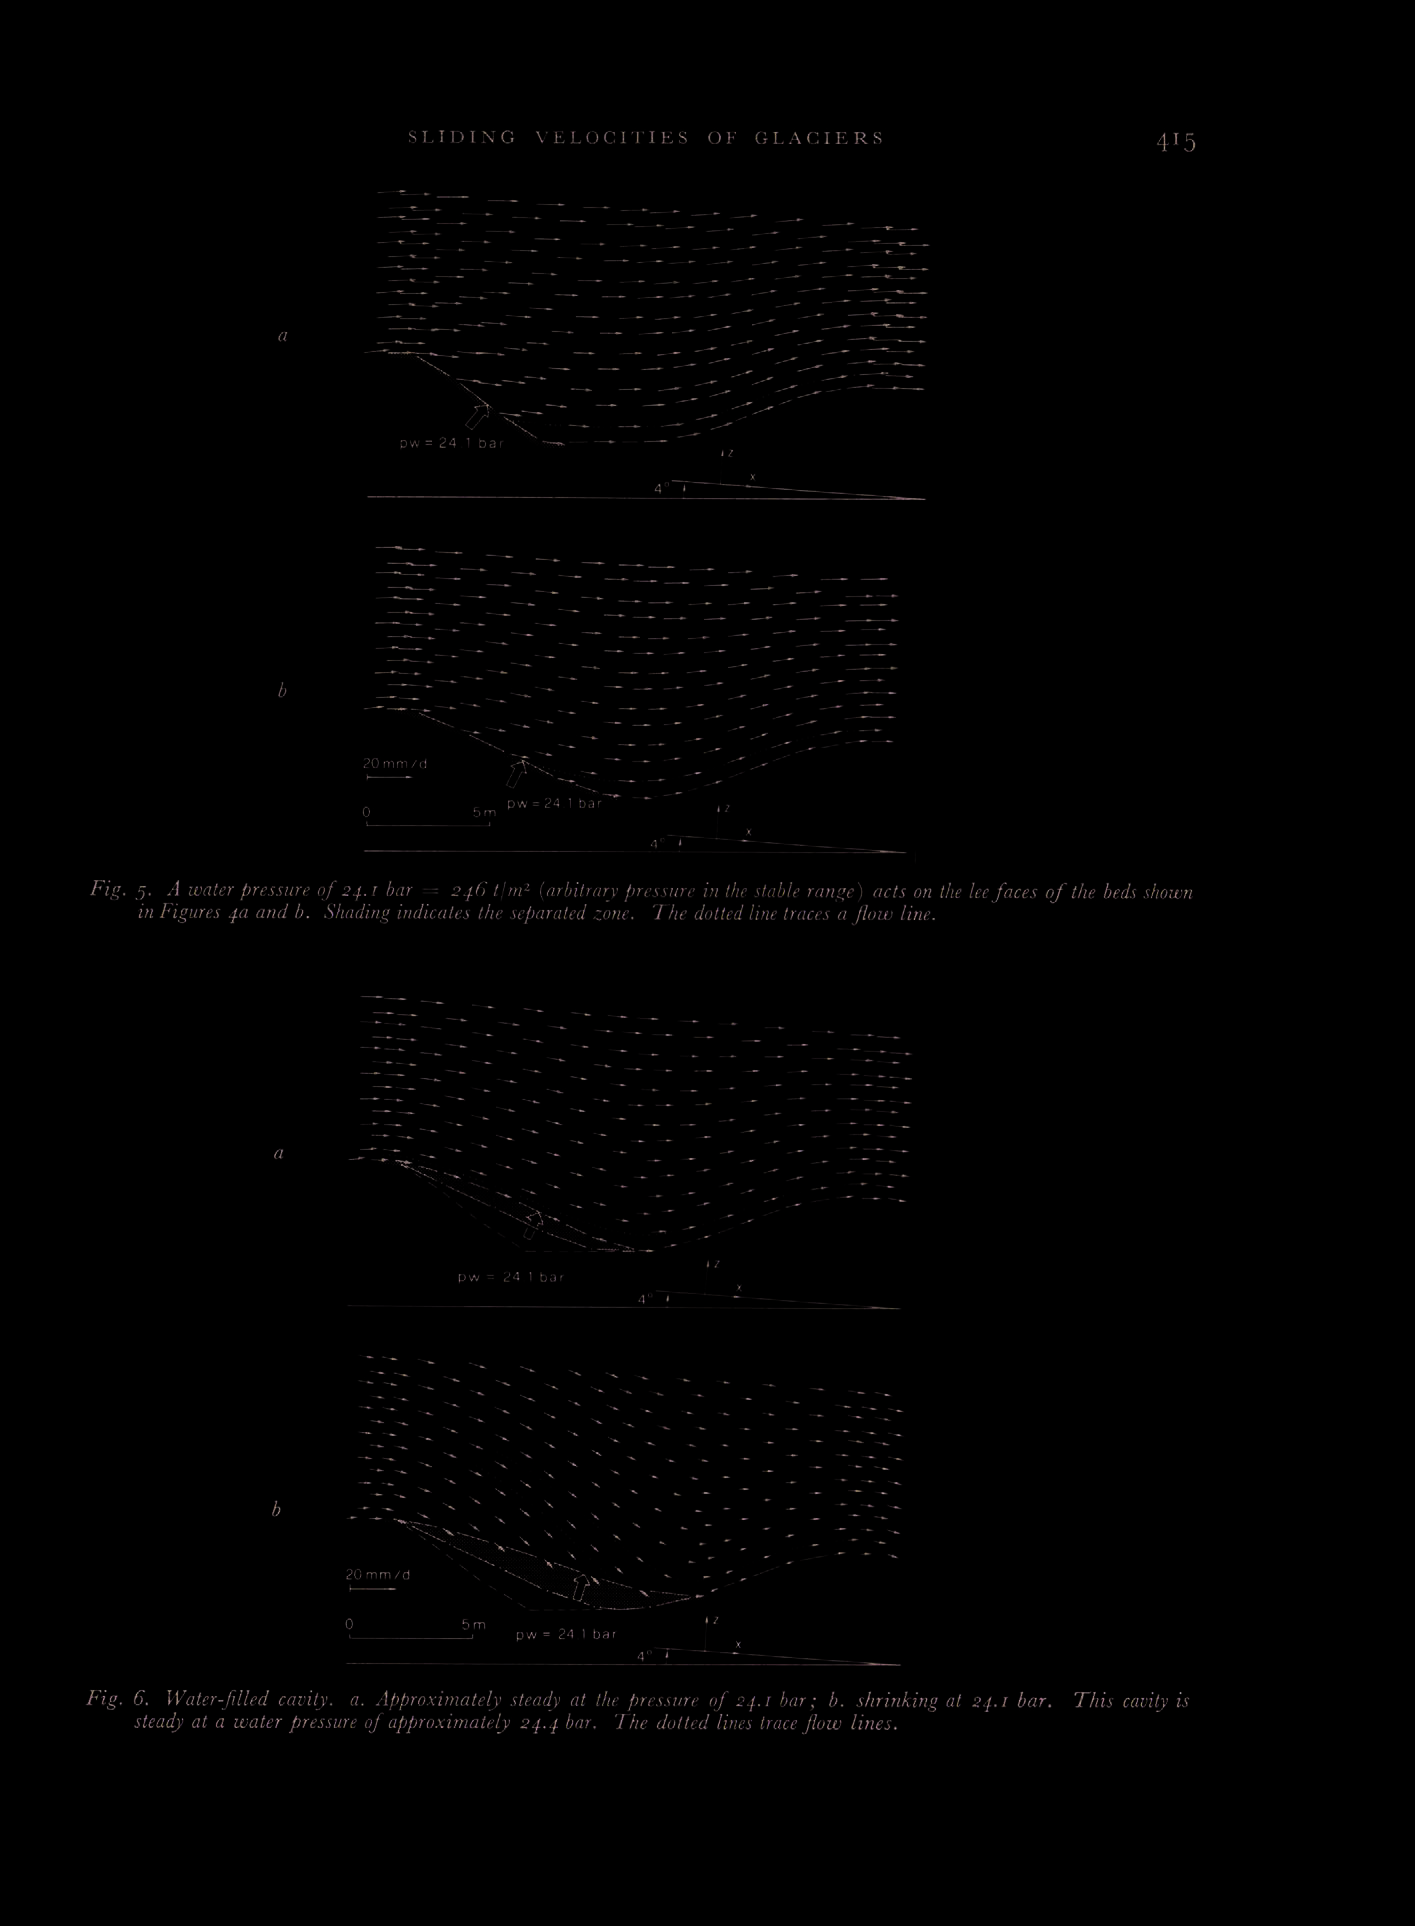 SLIDING VELOCITIES OF GLACIERS 415
a
pw = 24.1 bar
z
x
4°
b
20 mm/d
0 5m
pw = 24.1 bar
z
x
4°
Fig. 5. A water pressure of 24.1 bar = 246 t/m² (arbitrary pressure in the stable range) acts on the lee faces of the beds shown
in Figures 4a and b. Shading indicates the separated zone. The dotted line traces a flow line.
a
pw = 24.1 bar
z
x
4°
b
20 mm/d
0 5m
pw = 24.1 bar
z
x
4°
Fig. 6. Water-filled cavity. a. Approximately steady at the pressure of 24.1 bar; b. shrinking at 24.1 bar. This cavity is
steady at a water pressure of approximately 24.4 bar. The dotted lines trace flow lines.